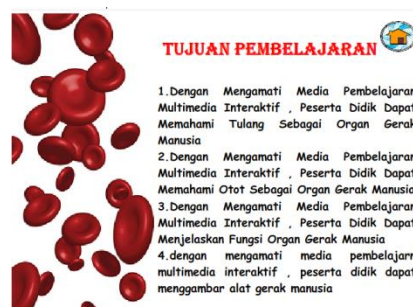 TUJUAN PEMBELAJARAN
1.Dengan Mengamati Media Pembelajaran
Multimedia Interaktif , Peserta Didik Dapat
Memahami Tulang Sebagai Organ Gerak
Manusia
2.Dengan Mengamati Media Pembelajaran
Multimedia Interaktif , Peserta Didik Dapat
Memahami Otot Sebagai Organ Gerak Manusia
3.Dengan Mengamati Media Pembelajaran
Multimedia Interaktif , Peserta Didik Dapat
Menjelaskan Fungsi Organ Gerak Manusia
4.dengan mengamati media pembelajarn
multimedia interaktif , peserta didik dapat
menggambar alat gerak manusia